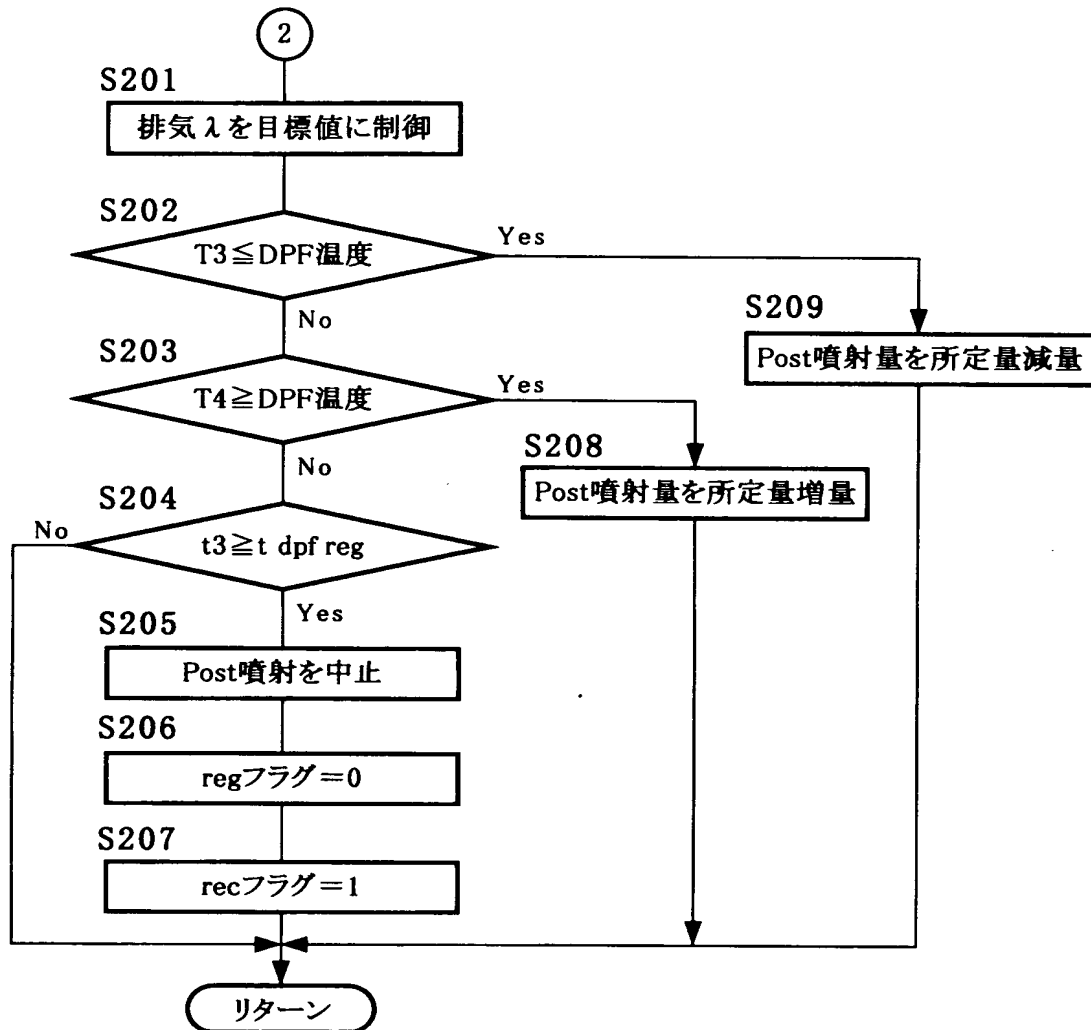 2
S201
排気λを目標値に制御
S202
T3≦DPF温度
Yes
No
S209
Post噴射量を所定量減量
S203
T4≧DPF温度
Yes
No
S208
Post噴射量を所定量増量
S204
No
t3≧t dpf reg
Yes
S205
Post噴射を中止
S206
regフラグ=0
S207
recフラグ=1
リターン